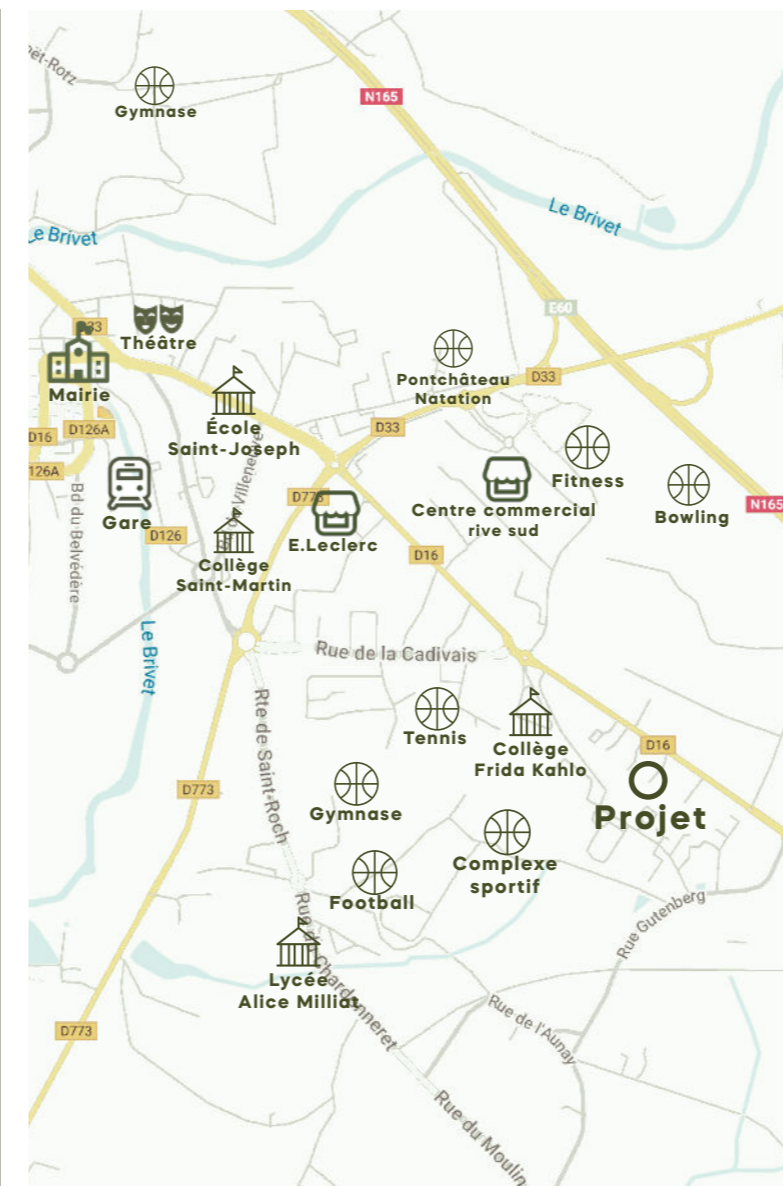 Gymnase
N165
Le Brivet
e Brivet
E60
Théâtre
Mairie
Pontchâteau
Natation
D33
D33
École
Saint-Joseph
D126A
D16
126A
Fitness
Bowling
N165
Centre commercial
rive sud
Gare
D126
E.Leclerc
D16
Bd du Belvédère
Collège
Saint-Martin
Le Brivet
Rue de la Cadivais
Rte de Saint-Roch
Tennis
Collège
Frida Kahlo
D16
Projet
D773
Gymnase
Complexe
sportif
Football
Rue Gutenberg
Lycée
Alice Milliat
Rue de l'Aunay
D773
Rue du Moulin